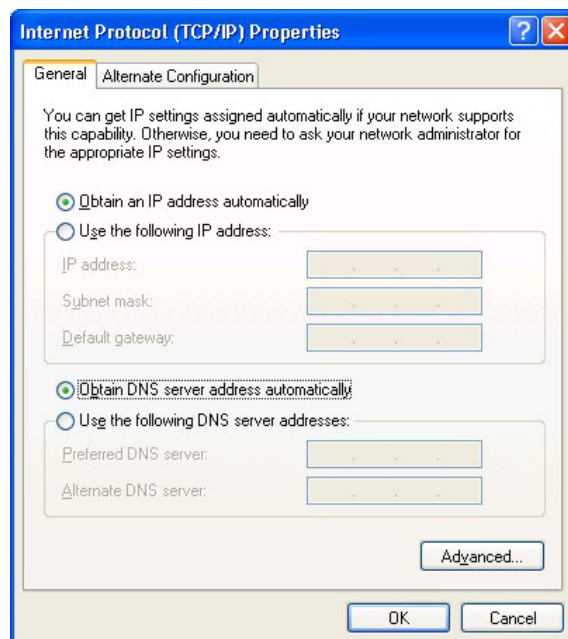 Internet Protocol (TCP/IP) Properties
General
Alternate Configuration
You can get IP settings assigned automatically if your network supports
this capability. Otherwise, you need to ask your network administrator for
the appropriate IP settings.
Obtain an IP address automatically
Use the following IP address:
IP address:
Subnet mask:
Default gateway:
Obtain DNS server address automatically
Use the following DNS server addresses:
Preferred DNS server:
Alternate DNS server:
Advanced...
OK
Cancel